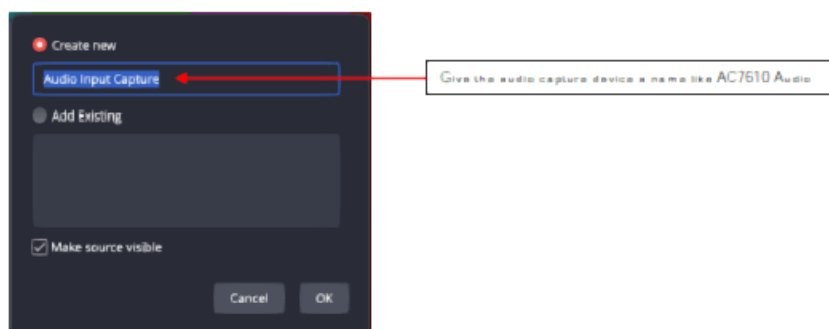 Create new
Audio Input Capture
Give the audio capture device a name like AC7610 Audio
Add Existing
Make source visible
Cancel
OK